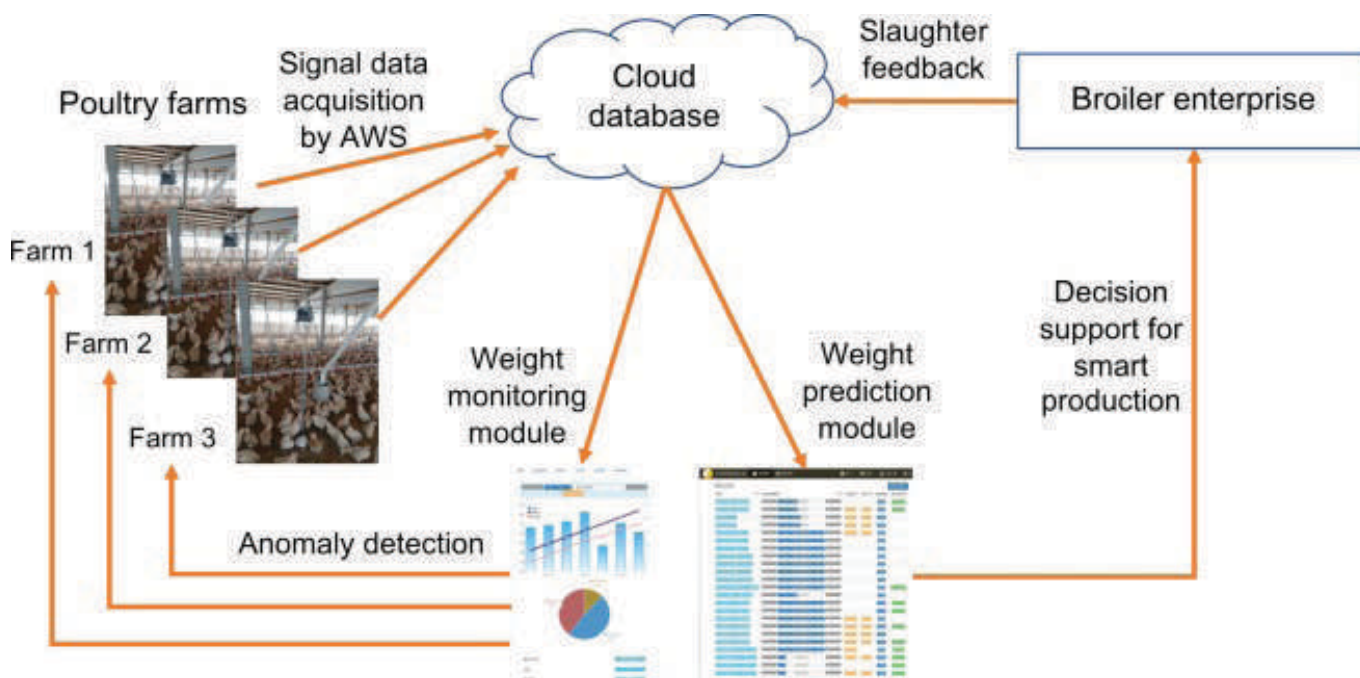 Poultry farms
Signal data
acquisition
by AWS
Cloud
database
Slaughter
feedback
Broiler enterprise
Farm 1
Farm 2
Farm 3
Weight
monitoring
module
Weight
prediction
module
Decision
support for
smart
production
Anomaly detection